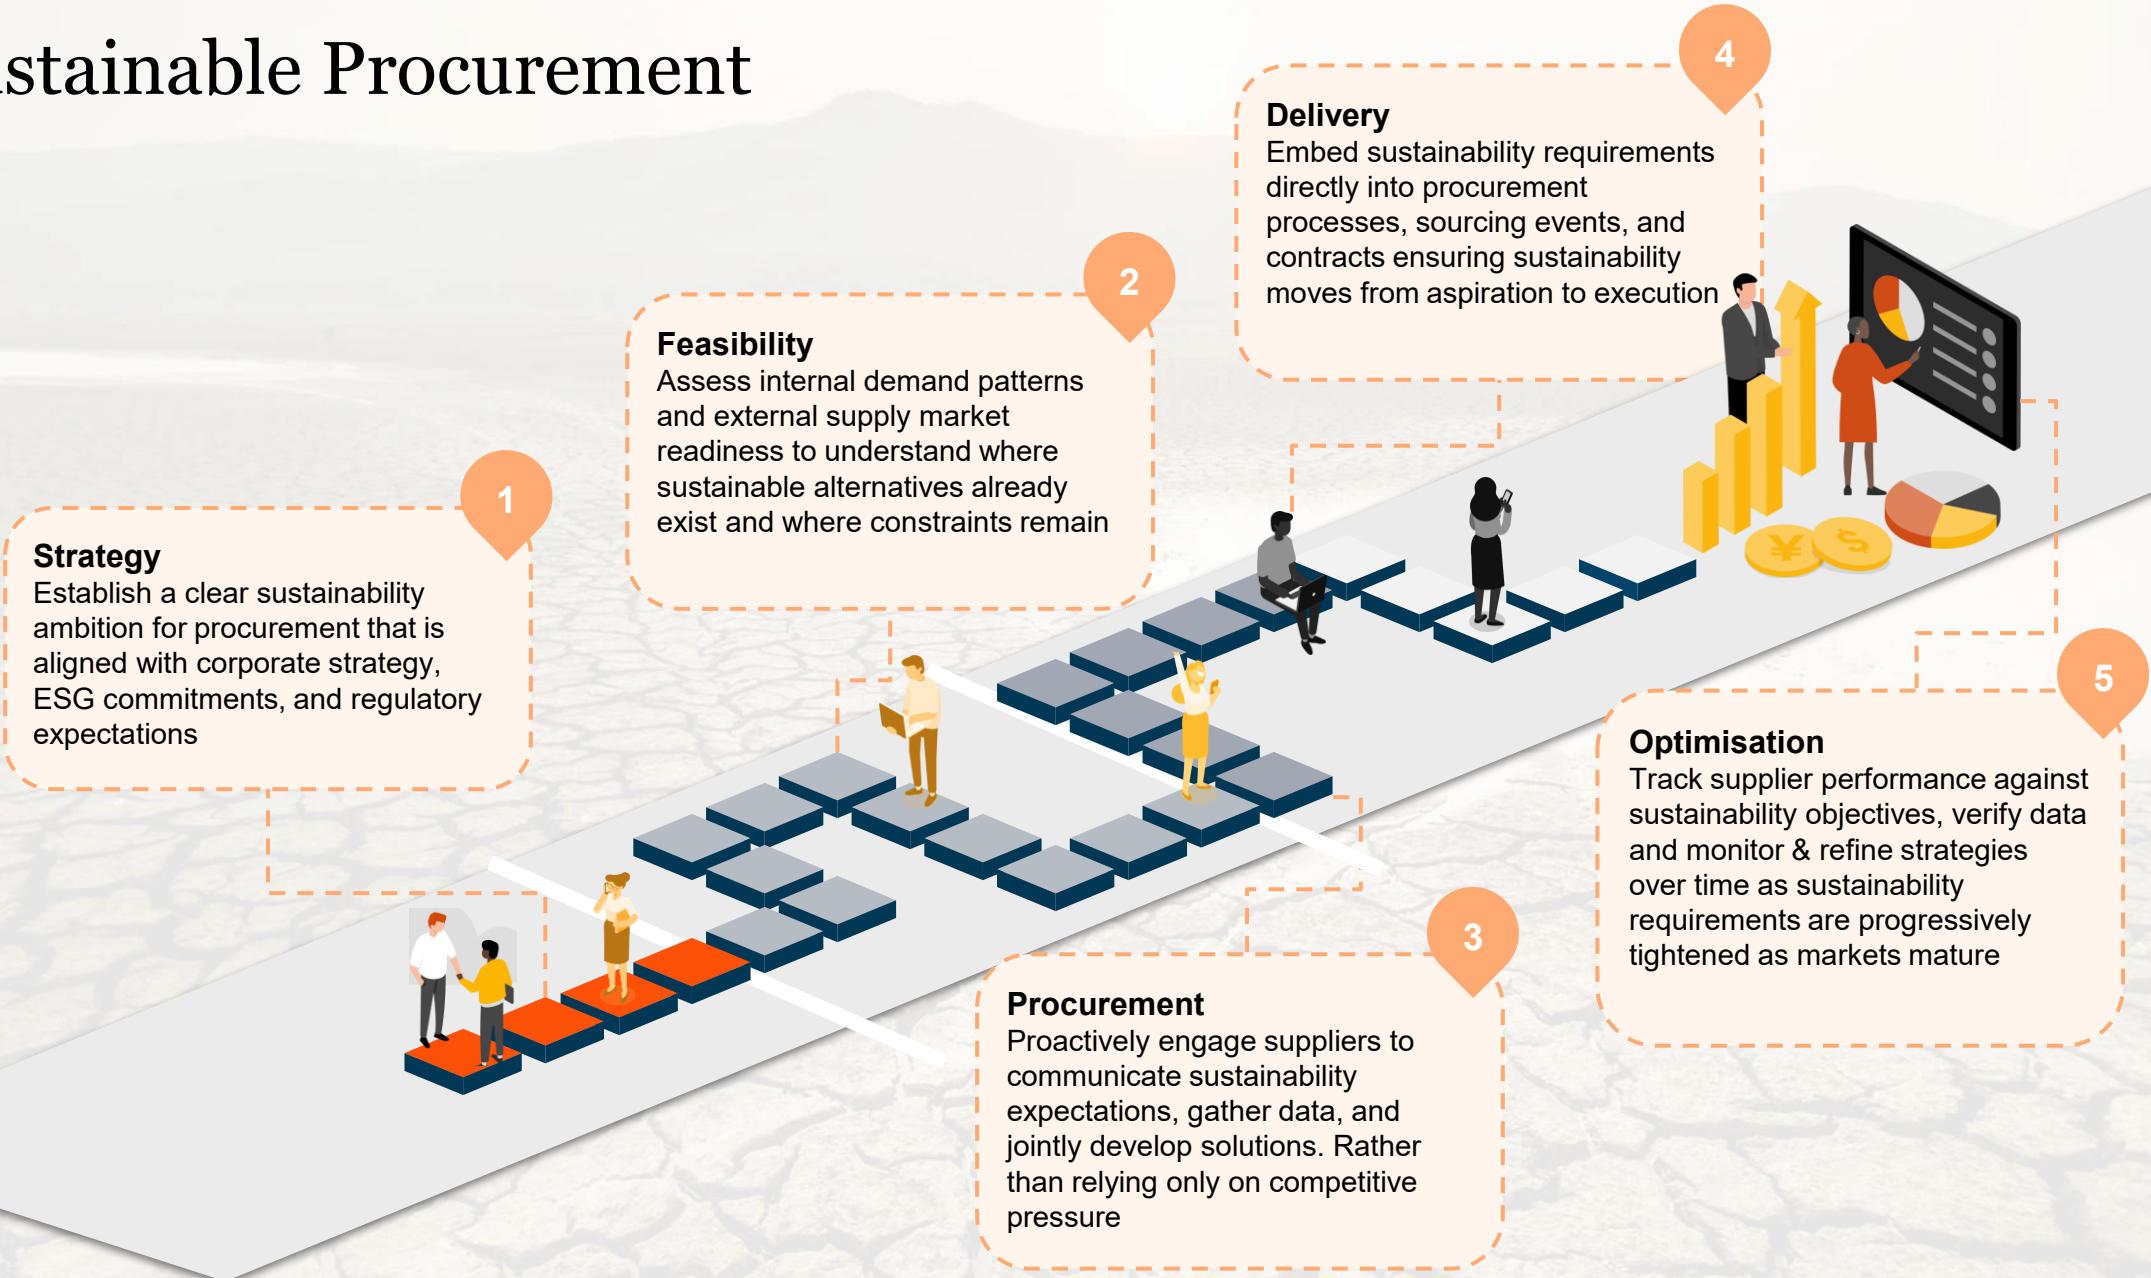 stainable Procurement
1
Strategy
Establish a clear sustainability
ambition for procurement that is
aligned with corporate strategy,
ESG commitments, and regulatory
expectations
2
Feasibility
Assess internal demand patterns
and external supply market
readiness to understand where
sustainable alternatives already
exist and where constraints remain
3
Procurement
Proactively engage suppliers to
communicate sustainability
expectations, gather data, and
jointly develop solutions. Rather
than relying only on competitive
pressure
4
Delivery
Embed sustainability requirements
directly into procurement
processes, sourcing events, and
contracts ensuring sustainability
moves from aspiration to execution
¥
$
5
Optimisation
Track supplier performance against
sustainability objectives, verify data
and monitor & refine strategies
over time as sustainability
requirements are progressively
tightened as markets mature